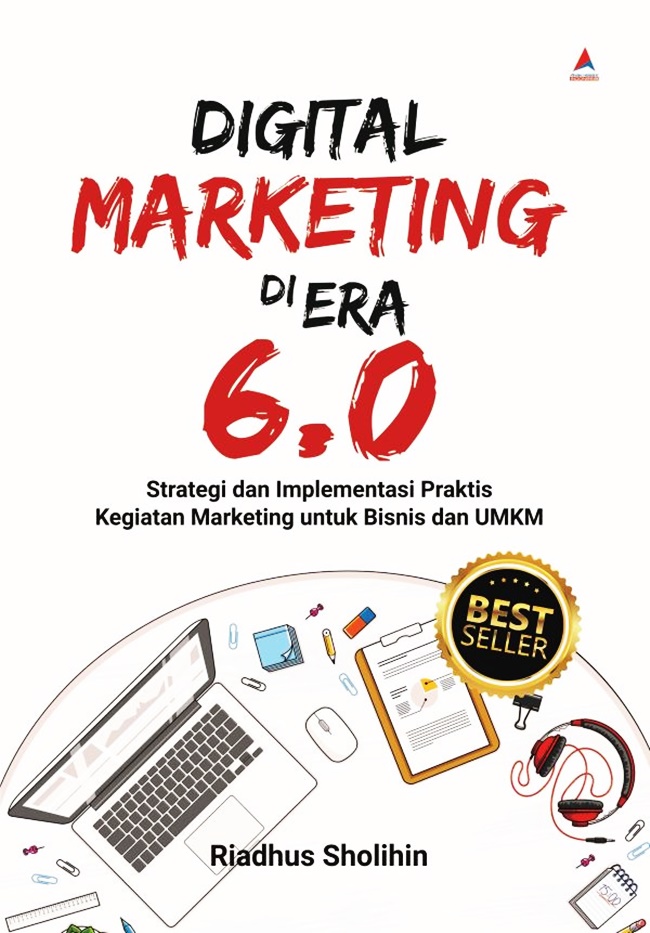 DIGITAL
MARKETING
DI ERA
6.0
Strategi dan Implementasi Praktis
Kegiatan Marketing untuk Bisnis dan UMKM
BEST
SELLER
Riadhus Sholihin
15.00